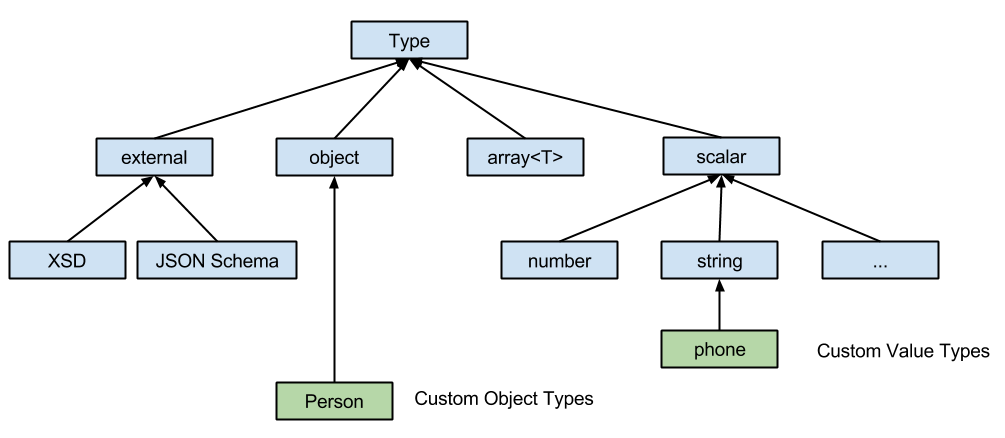 Type
external
object
array<T>
scalar
XSD
JSON Schema
number
string
...
phone
Custom Value Types
Person
Custom Object Types